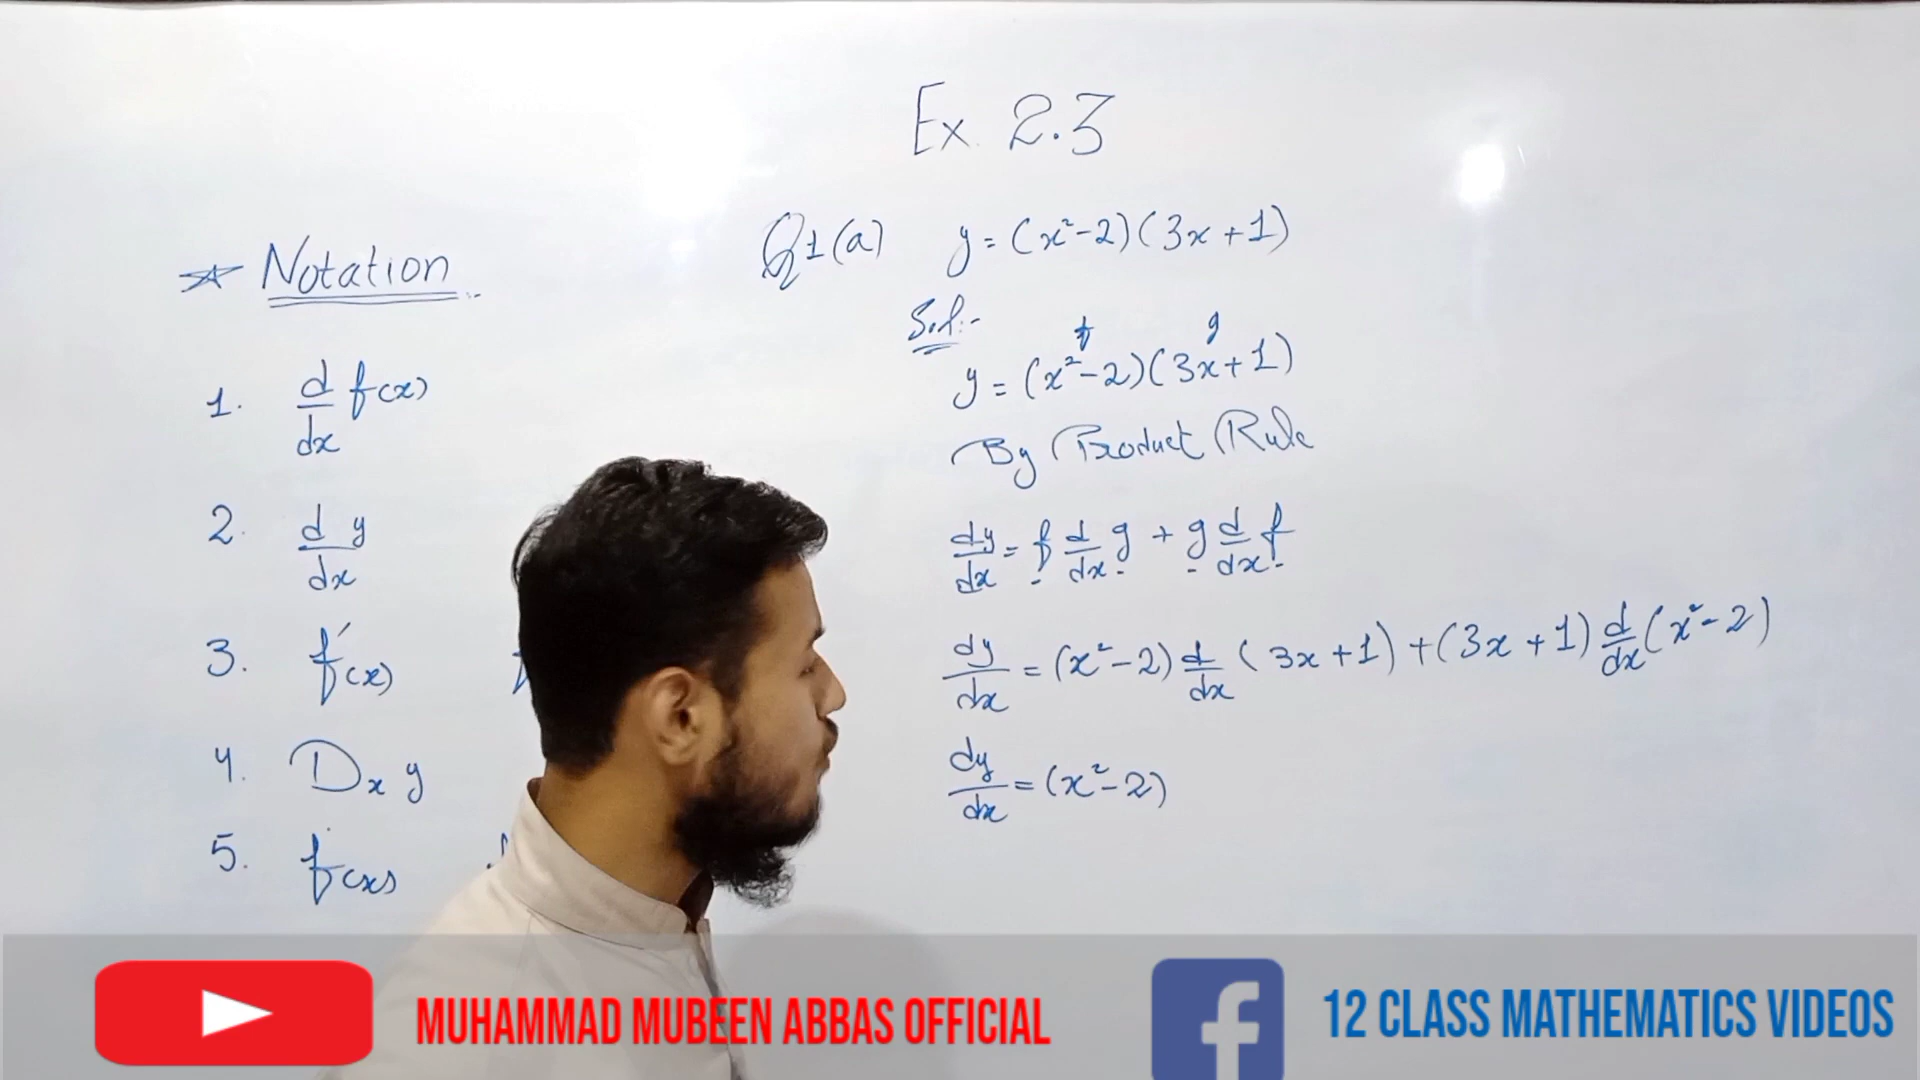 Ex 2.3
★ Notation
1. d/dx f(x)
2. dy/dx
3. f′(x)
4. Dx y
5. ḟ(x)
Q1(a) y = (x²-2)(3x+1)
Sol:-
f g
y = (x²-2)(3x+1)
By Product Rule
dy/dx = f d/dx g + g d/dx f
dy/dx = (x²-2) d/dx (3x+1) + (3x+1) d/dx (x²-2)
dy/dx = (x²-2)
MUHAMMAD MUBEEN ABBAS OFFICIAL
12 CLASS MATHEMATICS VIDEOS